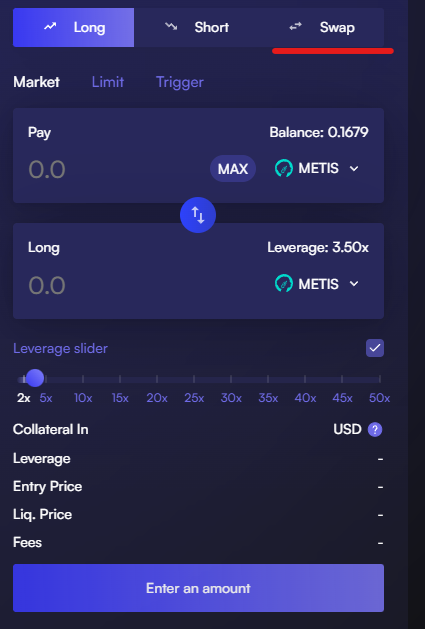 Long Short Swap
Market Limit Trigger
Pay Balance: 0.1679
0.0 MAX METIS
Long Leverage: 3.50x
0.0 METIS
Leverage slider
2x 5x 10x 15x 20x 25x 30x 35x 40x 45x 50x
Collateral In USD ?
Leverage -
Entry Price -
Liq. Price -
Fees -
Enter an amount